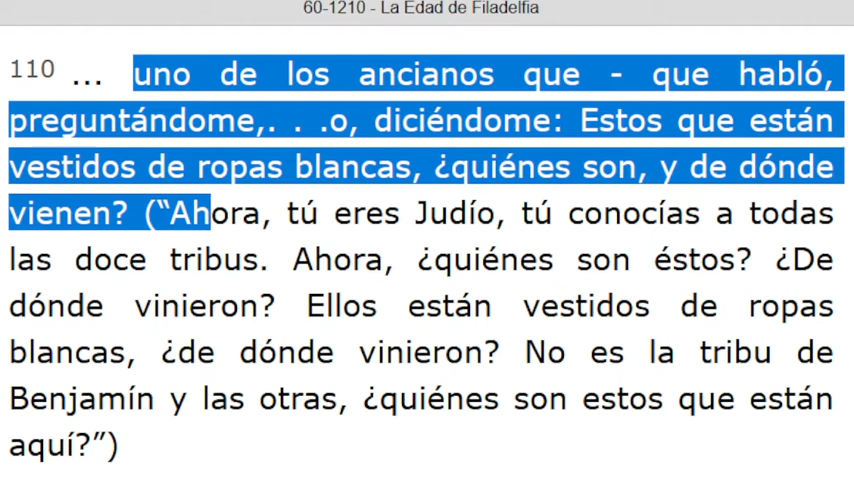 60-1210 - La Edad de Filadelfia
110 ... uno de los ancianos que - que habló,
preguntándome,. . .o, diciéndome: Estos que están
vestidos de ropas blancas, ¿quiénes son, y de dónde
vienen? (“Ahora, tú eres Judío, tú conocías a todas
las doce tribus. Ahora, ¿quiénes son éstos? ¿De
dónde vinieron? Ellos están vestidos de ropas
blancas, ¿de dónde vinieron? No es la tribu de
Benjamín y las otras, ¿quiénes son estos que están
aquí?”)